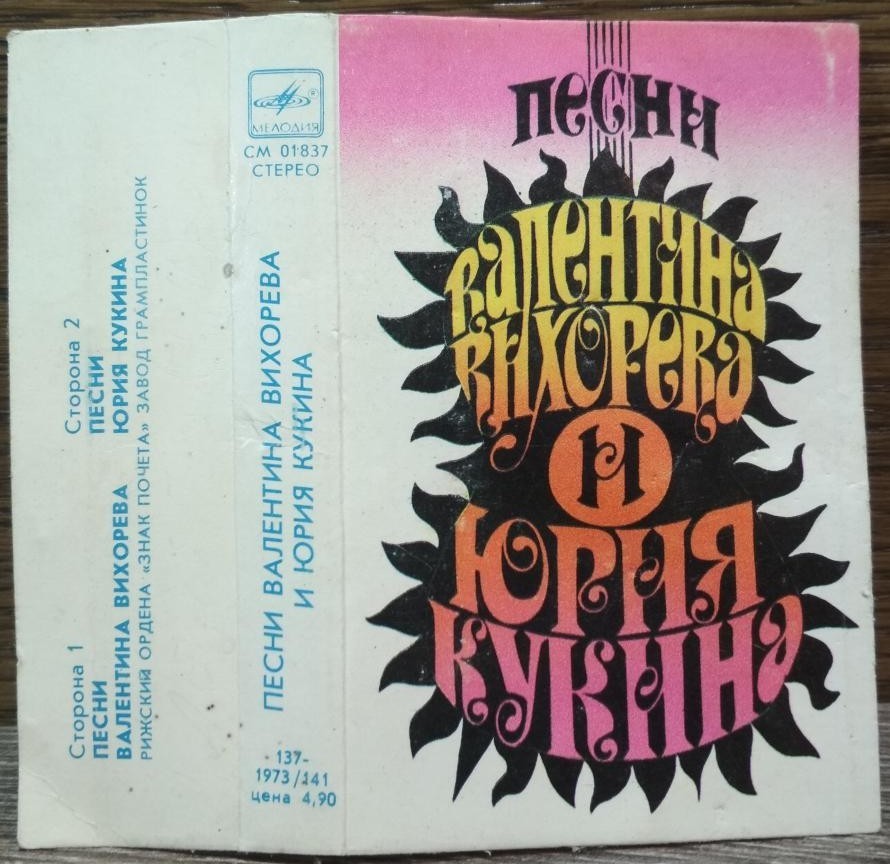 Сторона 1
ПЕСНИ
ВАЛЕНТИНА ВИХОРЕВА
Сторона 2
ПЕСНИ
ЮРИЯ КУКИНА
РИЖСКИЙ ОРДЕНА «ЗНАК ПОЧЕТА» ЗАВОД ГРАМПЛАСТИНОК
МЕЛОДИЯ
СМ 01837
СТЕРЕО
ПЕСНИ ВАЛЕНТИНА ВИХОРЕВА
И ЮРИЯ КУКИНА
137-
1973/141
цена 4,90
ПЕСНИ
ВАЛЕНТИНА
ВИХОРЕВА
И
ЮРИЯ
КУКИНА